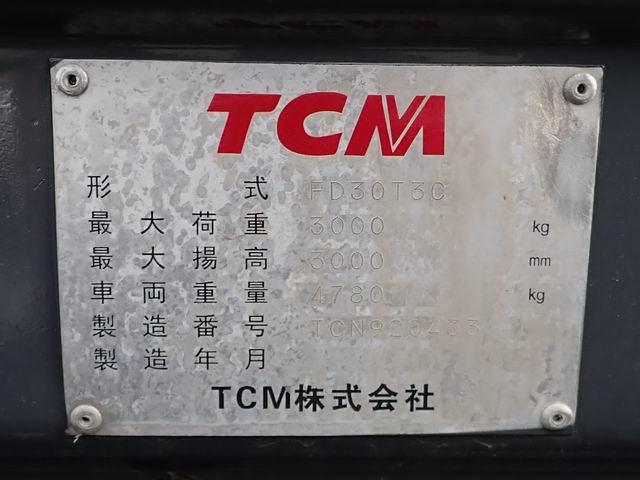 TCM
形式 FD30T3C
最大荷重 3000 kg
最大揚高 3000 mm
車両重量 4780 kg
製造番号
製造年月
TCM株式会社